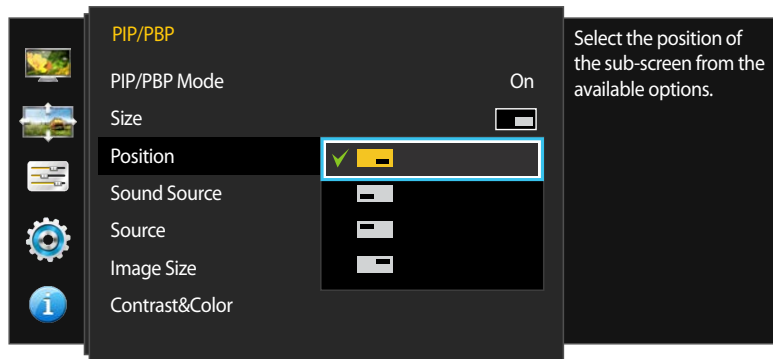 PIP/PBP
PIP/PBP Mode On
Size
Position
Sound Source
Source
Image Size
Contrast&Color
Select the position of
the sub-screen from the
available options.
i